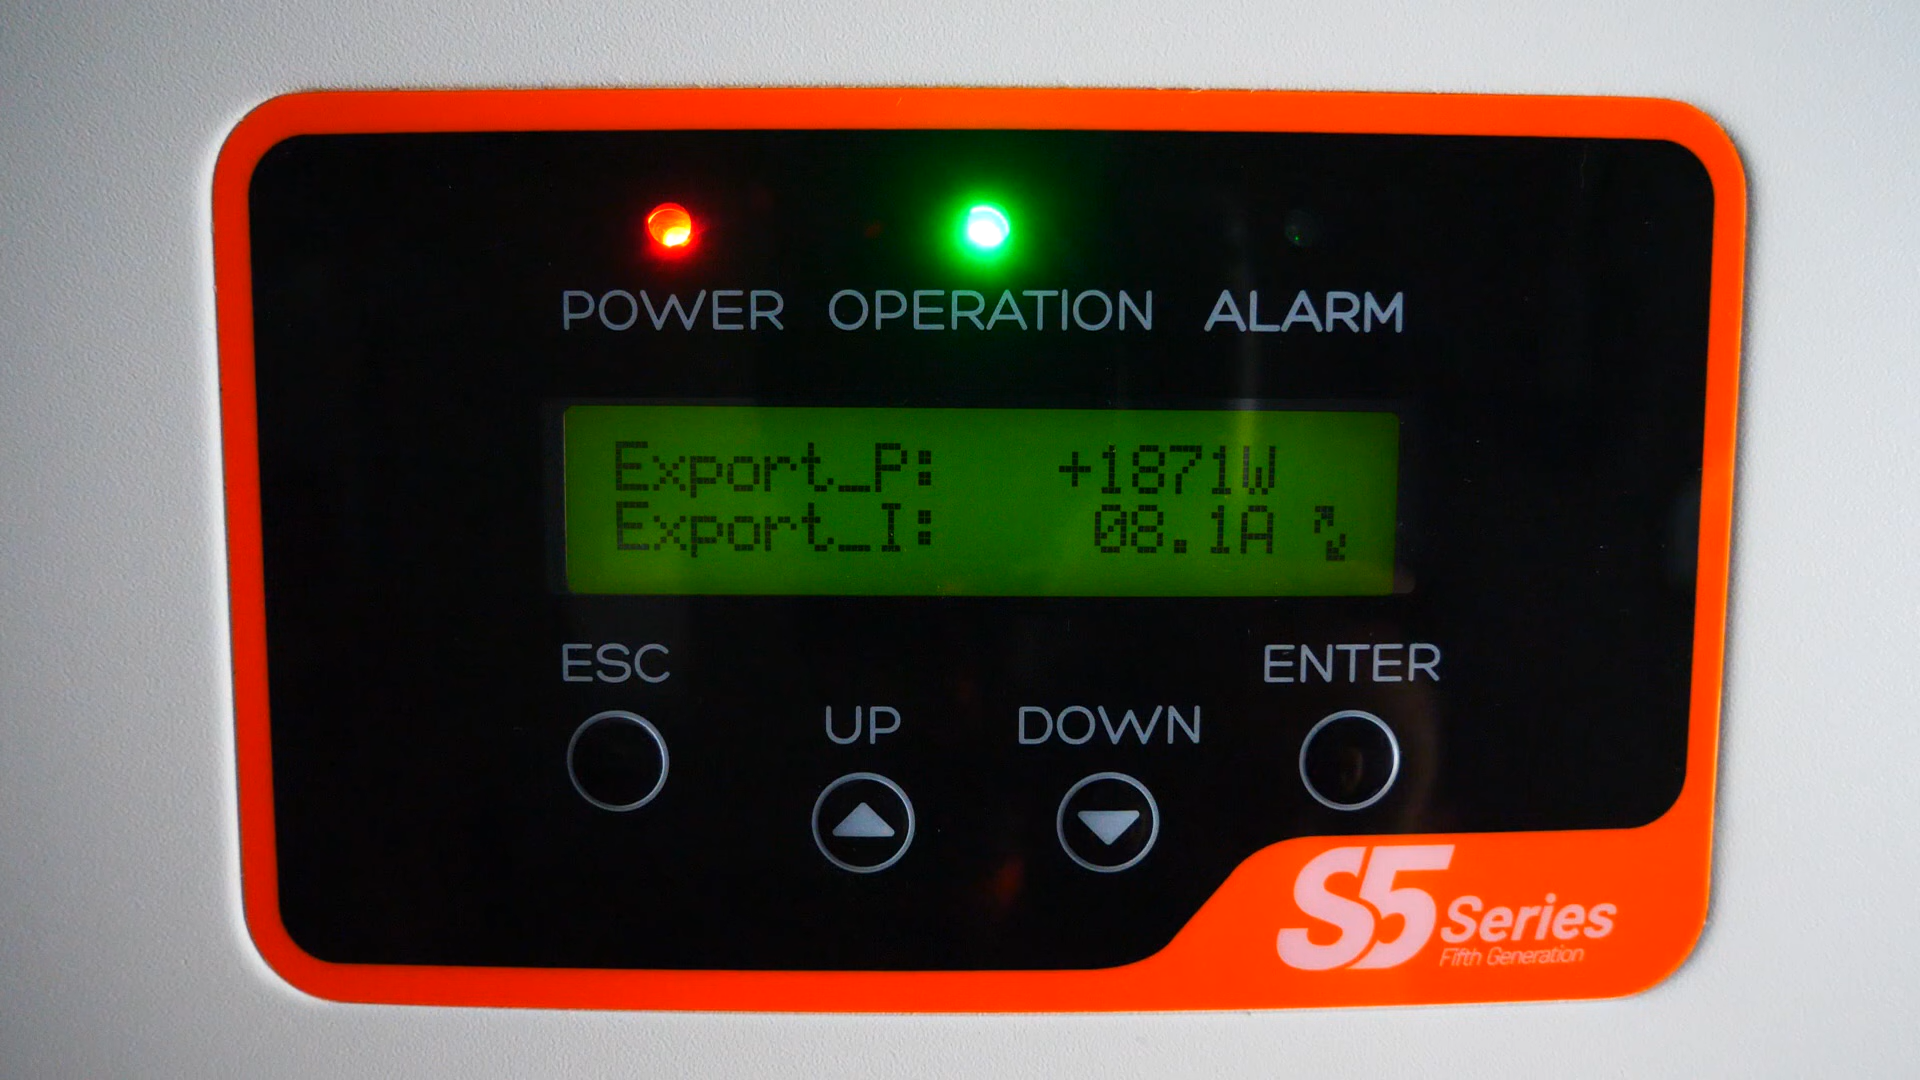 POWER OPERATION ALARM
Export_P: +1871W
Export_I: 08.1A
ESC ENTER
UP DOWN
S5 Series
Fifth Generation